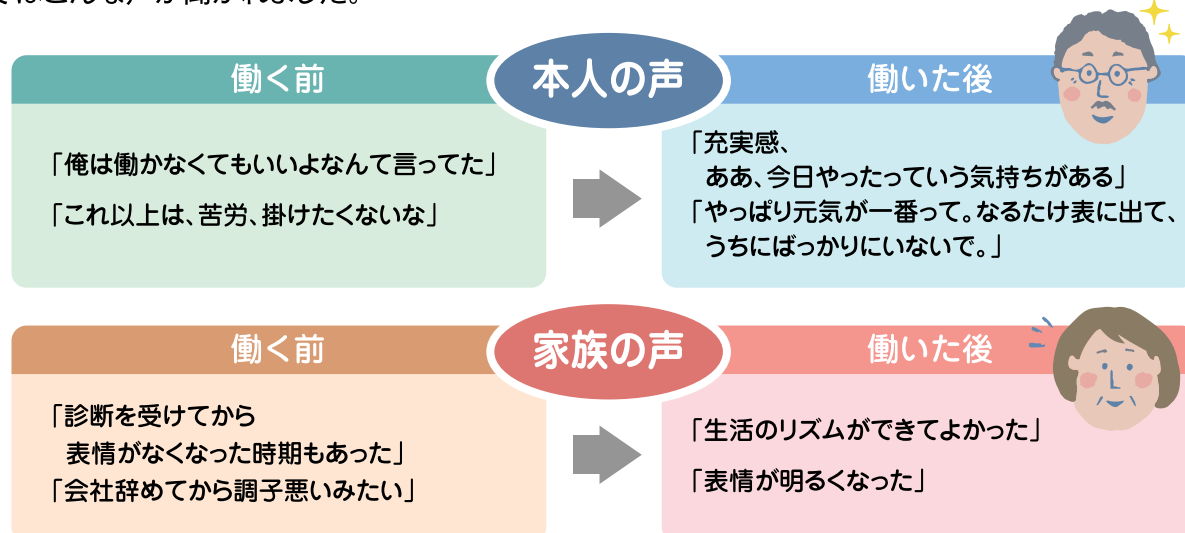 働く前
本人の声
働いた後
「俺は働かなくてもいいよなんて言ってた」
「これ以上は、苦労、掛けたくないな」
「充実感、
ああ、今日やったっていう気持ちがある」
「やっぱり元気が一番って。なるたけ表に出て、
うちにばっかりにいないで。」
働く前
家族の声
働いた後
「診断を受けてから
表情がなくなった時期もあった」
「会社辞めてから調子悪いみたい」
「生活のリズムができてよかった」
「表情が明るくなった」